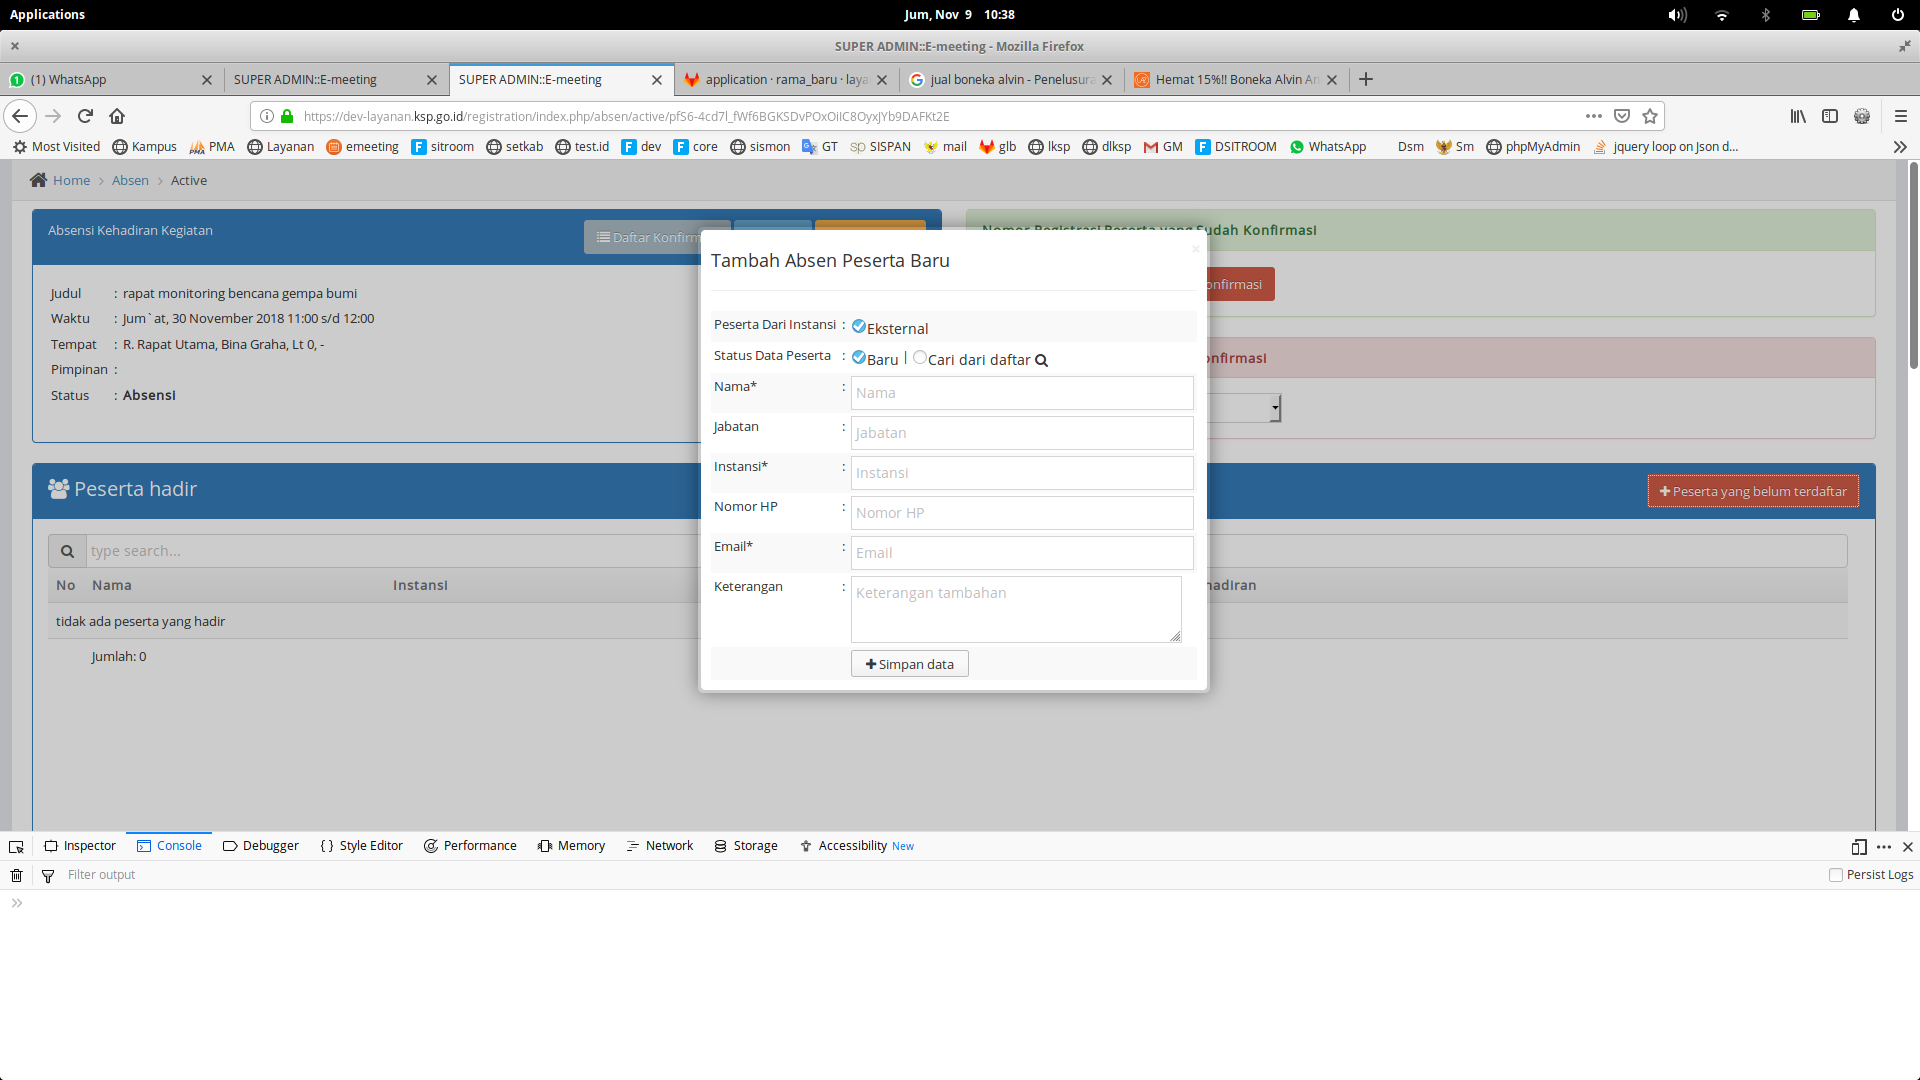 Applications
Jum, Nov 9 10:38
SUPER ADMIN::E-meeting - Mozilla Firefox
(1) WhatsApp
SUPER ADMIN::E-meeting
SUPER ADMIN::E-meeting
application · rama_baru · laya
jual boneka alvin - Penelusura
Hemat 15%!! Boneka Alvin An
https://dev-layanan.ksp.go.id/registration/index.php/absen/active/pfS6-4cd7l_fWf6BGKSDvPOxOiIC8OyxJYb9DAFKt2E
Most Visited Kampus PMA Layanan emeeting sitroom setkab test.id dev core sismon GT SISPAN mail glb lksp dlksp GM DSITROOM WhatsApp Dsm Sm phpMyAdmin jquery loop on Json d...
Home > Absen > Active
Absensi Kehadiran Kegiatan
Daftar Konfirm
Judul : rapat monitoring bencana gempa bumi
Waktu : Jum`at, 30 November 2018 11:00 s/d 12:00
Tempat : R. Rapat Utama, Bina Graha, Lt 0, -
Pimpinan :
Status : Absensi
Nomor Registrasi Peserta yang Sudah Konfirmasi
onfirmasi
onfirmasi
Tambah Absen Peserta Baru
×
Peserta Dari Instansi : Eksternal
Status Data Peserta : Baru | Cari dari daftar
Nama* : Nama
Jabatan : Jabatan
Instansi* : Instansi
Nomor HP : Nomor HP
Email* : Email
Keterangan : Keterangan tambahan
Simpan data
Peserta hadir
Peserta yang belum terdaftar
type search...
No Nama Instansi hadiran
tidak ada peserta yang hadir
Jumlah: 0
Inspector Console Debugger Style Editor Performance Memory Network Storage Accessibility New
Filter output
Persist Logs